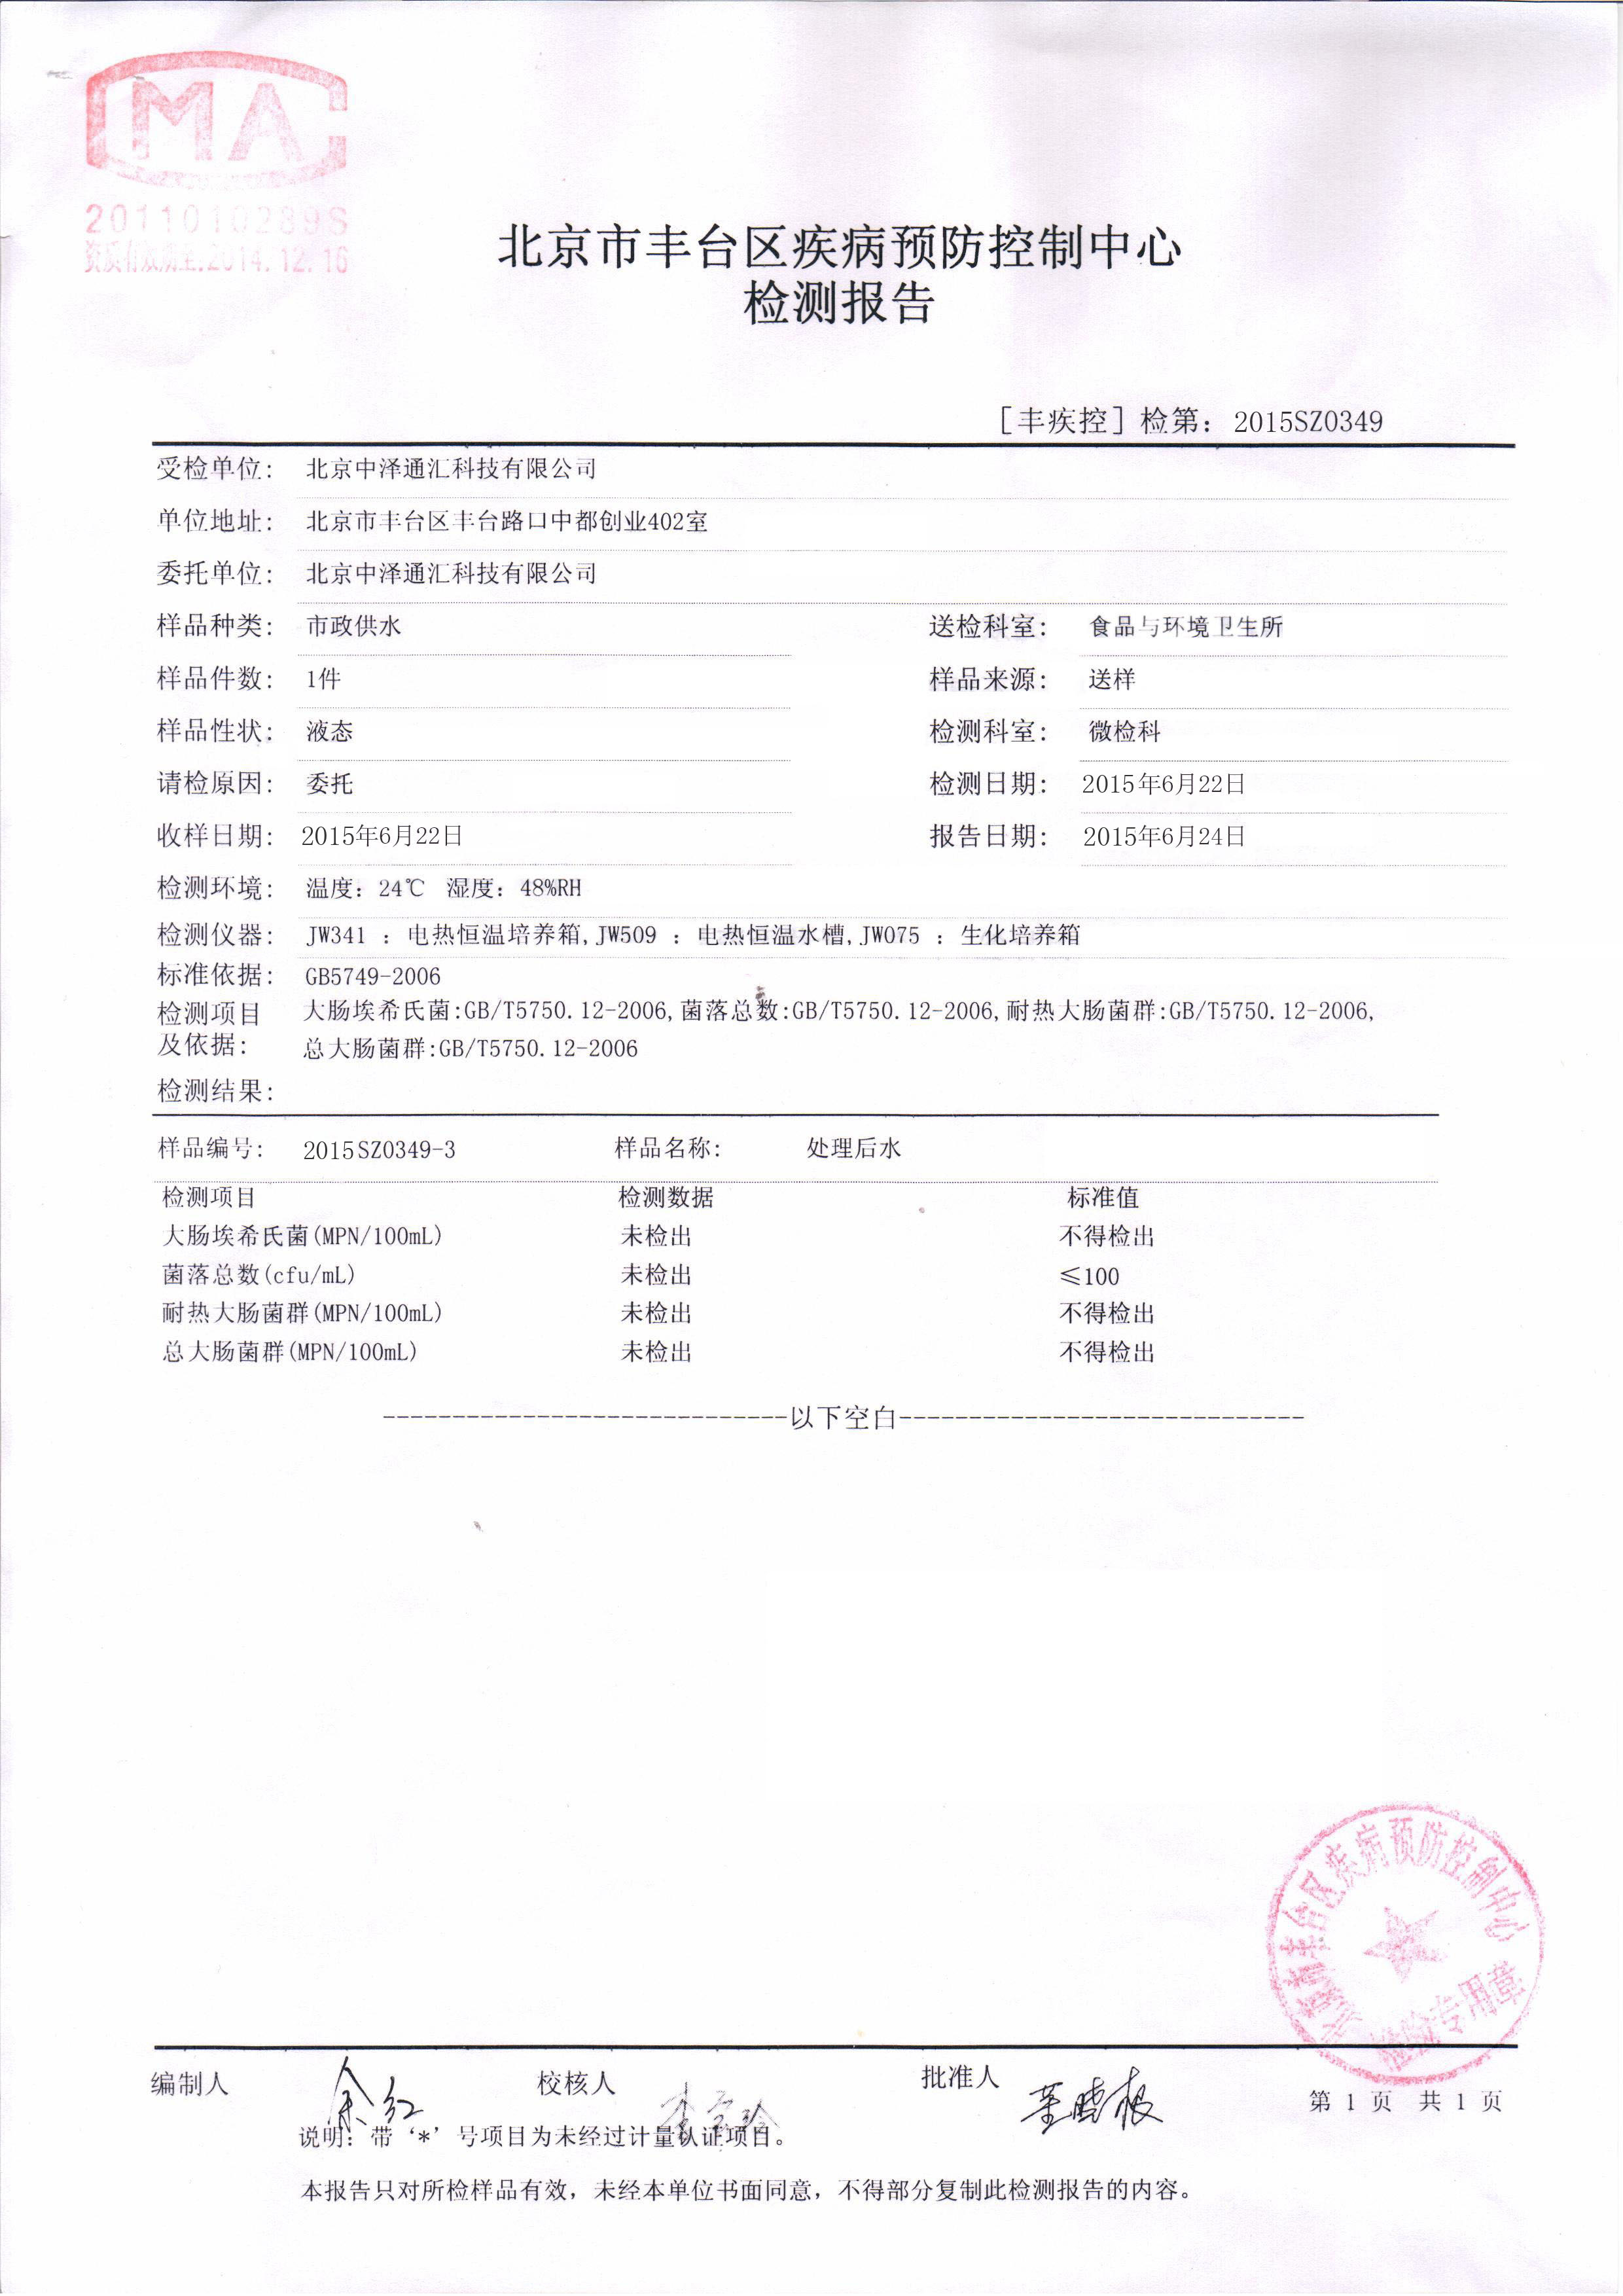 MA
2011010289S
资质有效期至:2014.12.16
北京市丰台区疾病预防控制中心
检测报告
[丰疾控]检第：2015SZ0349
受检单位： 北京中泽通汇科技有限公司
单位地址： 北京市丰台区丰台路口中都创业402室
委托单位： 北京中泽通汇科技有限公司
样品种类： 市政供水 送检科室： 食品与环境卫生所
样品件数： 1件 样品来源： 送样
样品性状： 液态 检测科室： 微检科
请检原因： 委托 检测日期： 2015年6月22日
收样日期： 2015年6月22日 报告日期： 2015年6月24日
检测环境： 温度：24℃ 湿度：48%RH
检测仪器： JW341 ：电热恒温培养箱,JW509 ：电热恒温水槽,JW075 ：生化培养箱
标准依据： GB5749-2006
检测项目 大肠埃希氏菌:GB/T5750.12-2006,菌落总数:GB/T5750.12-2006,耐热大肠菌群:GB/T5750.12-2006,
及依据： 总大肠菌群:GB/T5750.12-2006
检测结果：
样品编号： 2015SZ0349-3 样品名称： 处理后水
检测项目 检测数据 标准值
大肠埃希氏菌(MPN/100mL) 未检出 不得检出
菌落总数(cfu/mL) 未检出 ≤100
耐热大肠菌群(MPN/100mL) 未检出 不得检出
总大肠菌群(MPN/100mL) 未检出 不得检出
-----------------------------以下空白-----------------------------
北京市丰台区疾病预防控制中心
检验专用章
编制人 余红 校核人 批准人 董晓根
第 1 页 共 1 页
说明：带‘*’号项目为未经过计量认证项目。
本报告只对所检样品有效，未经本单位书面同意，不得部分复制此检测报告的内容。